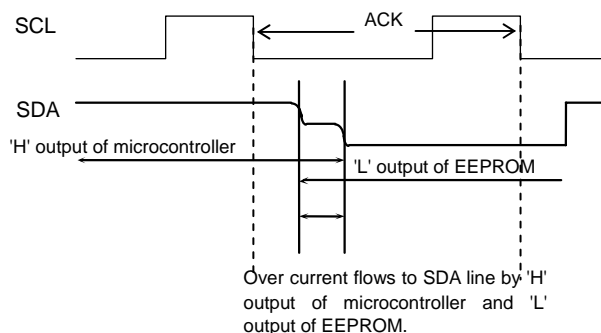 SCL
ACK
SDA
'H' output of microcontroller
'L' output of EEPROM
Over current flows to SDA line by 'H'
output of microcontroller and 'L'
output of EEPROM.